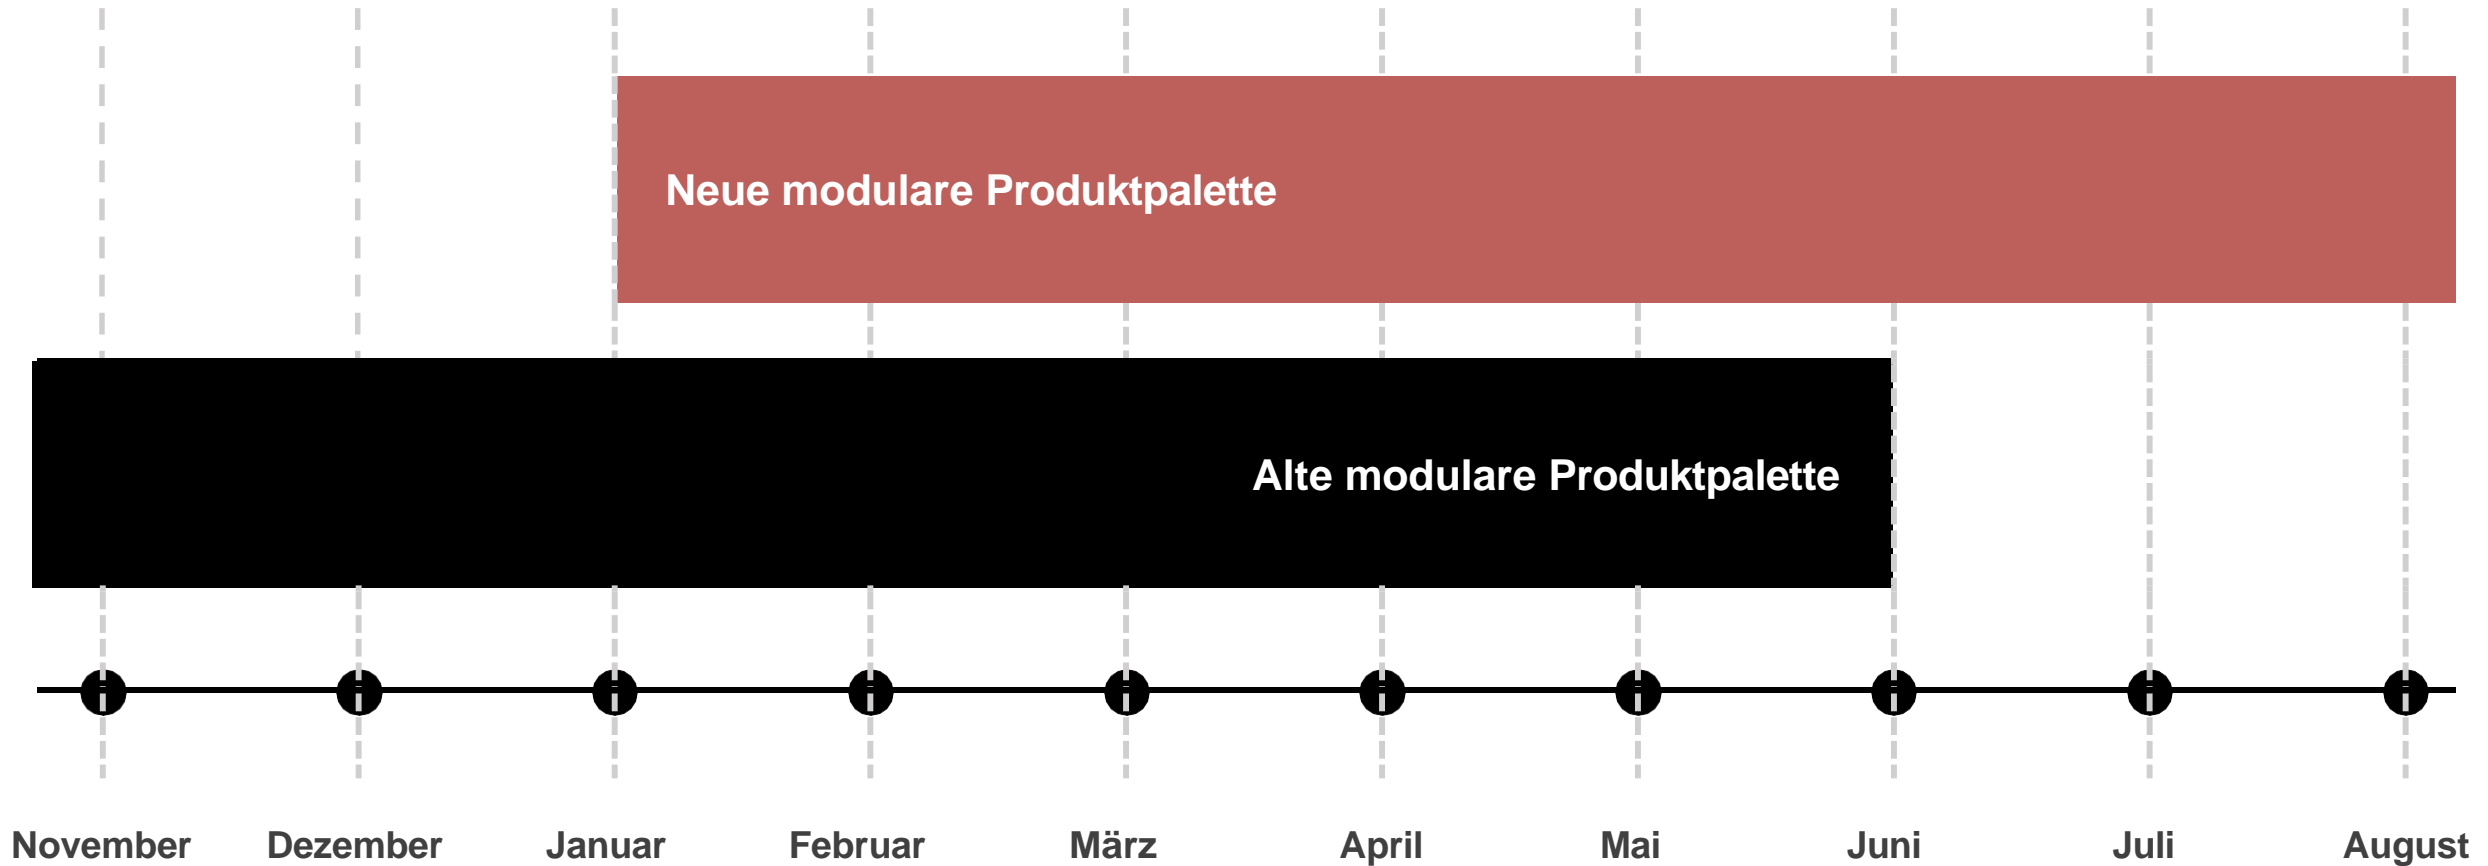 Neue modulare Produktpalette
Alte modulare Produktpalette
November Dezember Januar Februar März April Mai Juni Juli August